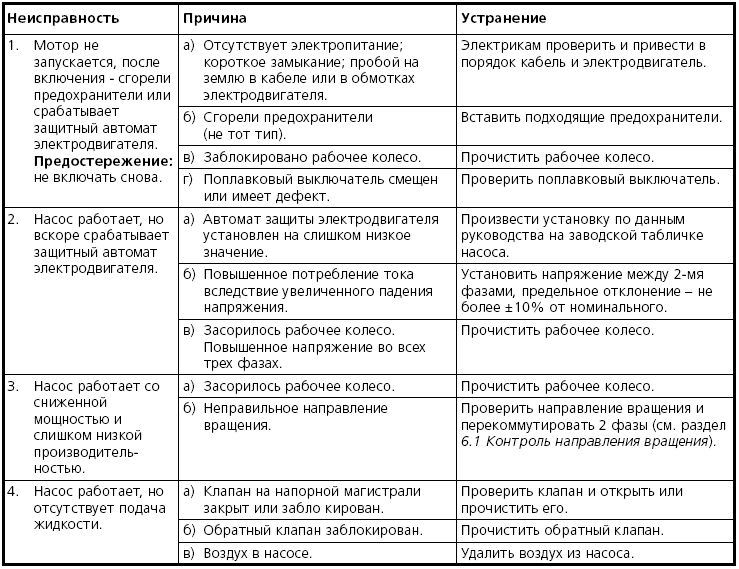 Неисправность
Причина
Устранение
1. Мотор не
запускается, после
включения - сгорели
предохранители или
срабатывает
защитный автомат
электродвигателя.
Предостережение:
не включать снова.
а) Отсутствует электропитание;
короткое замыкание; пробой на
землю в кабеле или в обмотках
электродвигателя.
Электрикам проверить и привести в
порядок кабель и электродвигатель.
б) Сгорели предохранители
(не тот тип).
Вставить подходящие предохранители.
в) Заблокировано рабочее колесо.
Прочистить рабочее колесо.
г) Поплавковый выключатель смещен
или имеет дефект.
Проверить поплавковый выключатель.
2. Насос работает, но
вскоре срабатывает
защитный автомат
электродвигателя.
а) Автомат защиты электродвигателя
установлен на слишком низкое
значение.
Произвести установку по данным
руководства на заводской табличке
насоса.
б) Повышенное потребление тока
вследствие увеличенного падения
напряжения.
Установить напряжение между 2-мя
фазами, предельное отклонение – не
более ±10% от номинального.
в) Засорилось рабочее колесо.
Повышенное напряжение во всех
трех фазах.
Прочистить рабочее колесо.
3. Насос работает со
сниженной
мощностью и
слишком низкой
производитель-
ностью.
а) Засорилось рабочее колесо.
Прочистить рабочее колесо.
б) Неправильное направление
вращения.
Проверить направление вращения и
перекоммутировать 2 фазы (см. раздел
6.1 Контроль направления вращения).
4. Насос работает, но
отсутствует подача
жидкости.
а) Клапан на напорной магистрали
закрыт или забло кирован.
Проверить клапан и открыть или
прочистить его.
б) Обратный клапан заблокирован.
Прочистить обратный клапан.
в) Воздух в насосе.
Удалить воздух из насоса.